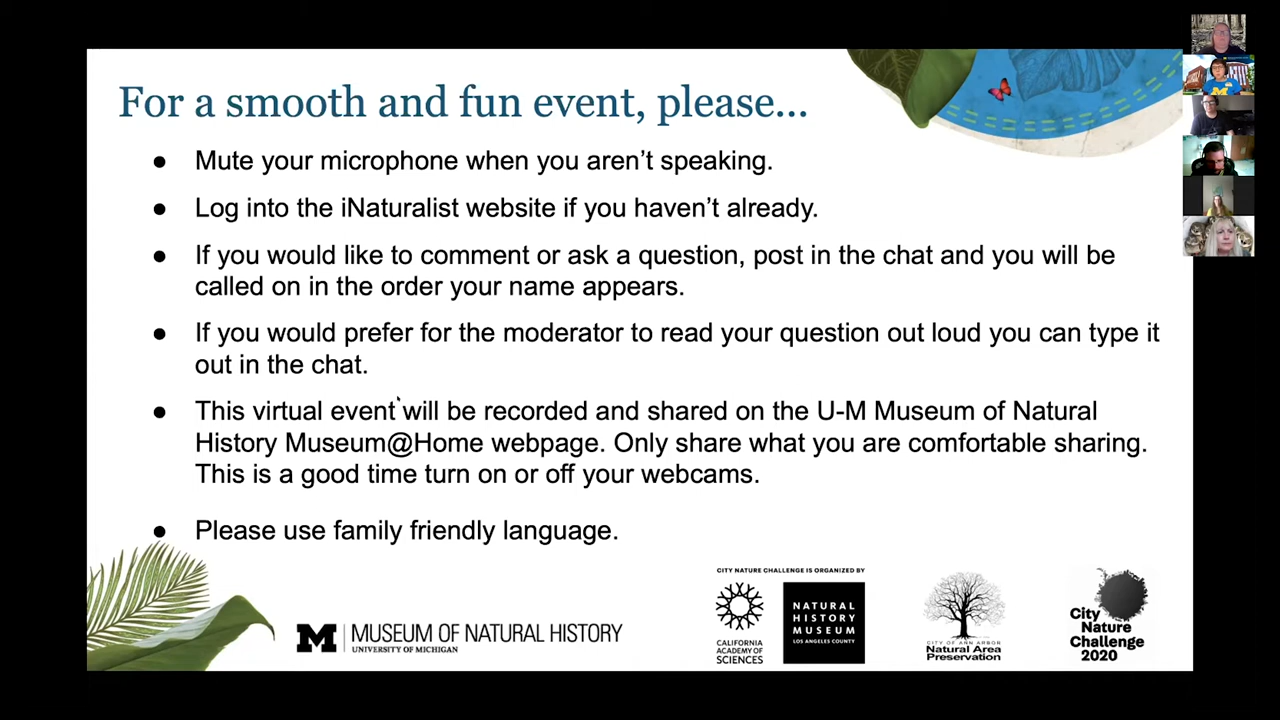 For a smooth and fun event, please...
● Mute your microphone when you aren't speaking.
● Log into the iNaturalist website if you haven't already.
● If you would like to comment or ask a question, post in the chat and you will be
called on in the order your name appears.
● If you would prefer for the moderator to read your question out loud you can type it
out in the chat.
● This virtual event will be recorded and shared on the U-M Museum of Natural
History Museum@Home webpage. Only share what you are comfortable sharing.
This is a good time turn on or off your webcams.
● Please use family friendly language.
M MUSEUM OF NATURAL HISTORY
UNIVERSITY OF MICHIGAN
CITY NATURE CHALLENGE IS ORGANIZED BY
CALIFORNIA
ACADEMY OF
SCIENCES
NATURAL
HISTORY
MUSEUM
LOS ANGELES COUNTY
CITY OF ANN ARBOR
Natural Area
Preservation
City
Nature
Challenge
2020
M